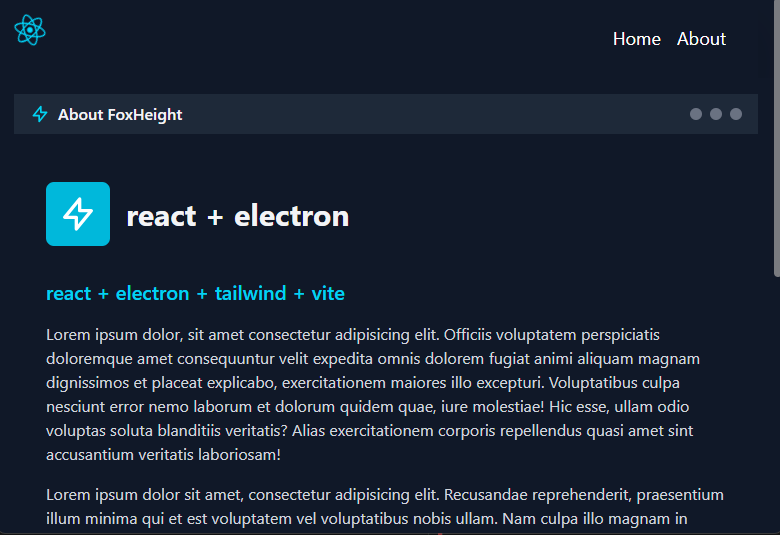 Home About
About FoxHeight
react + electron
react + electron + tailwind + vite
Lorem ipsum dolor, sit amet consectetur adipisicing elit. Officiis voluptatem perspiciatis
doloremque amet consequuntur velit expedita omnis dolorem fugiat animi aliquam magnam
dignissimos et placeat explicabo, exercitationem maiores illo excepturi. Voluptatibus culpa
nesciunt error nemo laborum et dolorum quidem quae, iure molestiae! Hic esse, ullam odio
voluptas soluta blanditiis veritatis? Alias exercitationem corporis repellendus quasi amet sint
accusantium veritatis laboriosam!
Lorem ipsum dolor sit amet, consectetur adipisicing elit. Recusandae reprehenderit, praesentium
illum minima qui et est voluptatem vel voluptatibus nobis ullam. Nam culpa illo magnam in